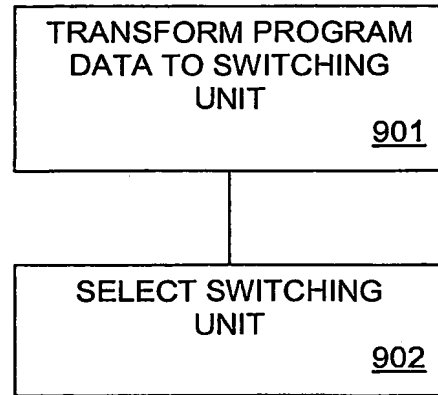 TRANSFORM PROGRAM
DATA TO SWITCHING
UNIT
901
SELECT SWITCHING
UNIT
902